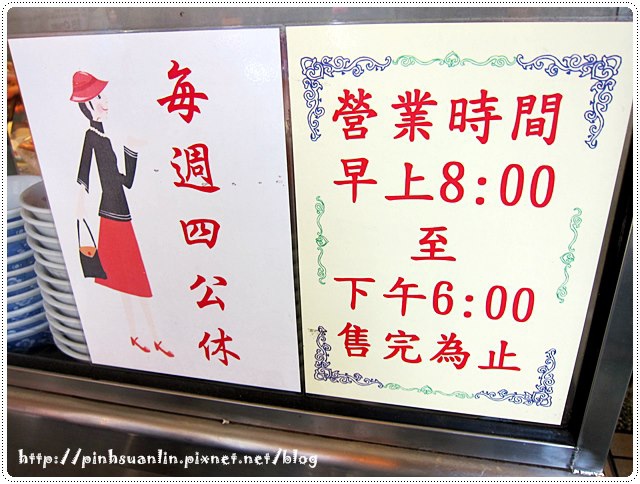 每週四公休
營業時間
早上8:00
至
下午6:00
售完為止
http://pinhsuanlin.pixnet.net/blog